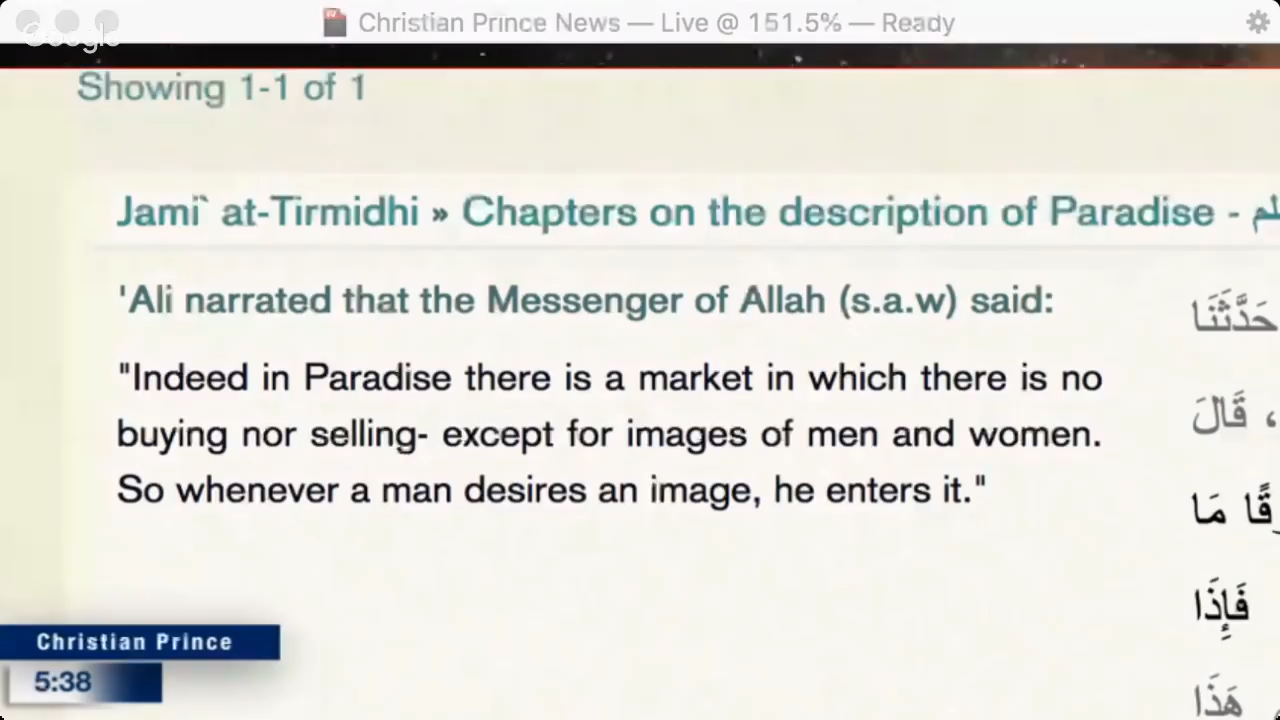 Christian Prince News — Live @ 151.5% — Ready
Google
Showing 1-1 of 1
Jami` at-Tirmidhi » Chapters on the description of Paradise -
'Ali narrated that the Messenger of Allah (s.a.w) said:
حَدَّثَنَا
"Indeed in Paradise there is a market in which there is no
، قَالَ
buying nor selling- except for images of men and women.
So whenever a man desires an image, he enters it."
مَا
فَإِذَا
Christian Prince
5:38
هَذَا